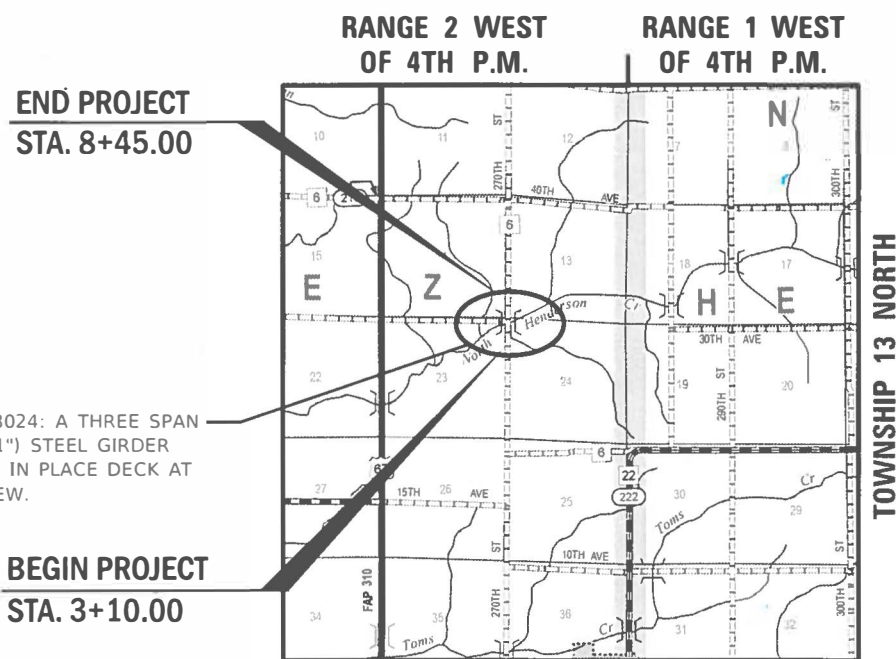 RANGE 2 WEST
OF 4TH P.M.
RANGE 1 WEST
OF 4TH P.M.
END PROJECT
STA. 8+45.00
10
11
ST
12
7
N
ST
270TH
40TH AVE
300TH
6
6
15
13
18
17
E
Z
H
E
Henderson
Cr
North
30TH AVE
22
23
24
19
ST
20
290TH
3024: A THREE SPAN
1") STEEL GIRDER
IN PLACE DECK AT
EW.
6
22
222
27
15TH
26
AVE
25
30
Cr
29
Toms
ST
10TH AVE
ST
BEGIN PROJECT
STA. 3+10.00
FAP 310
34
35
270TH
36
31
32
300TH
Toms
Cr
TOWNSHIP 13 NORTH